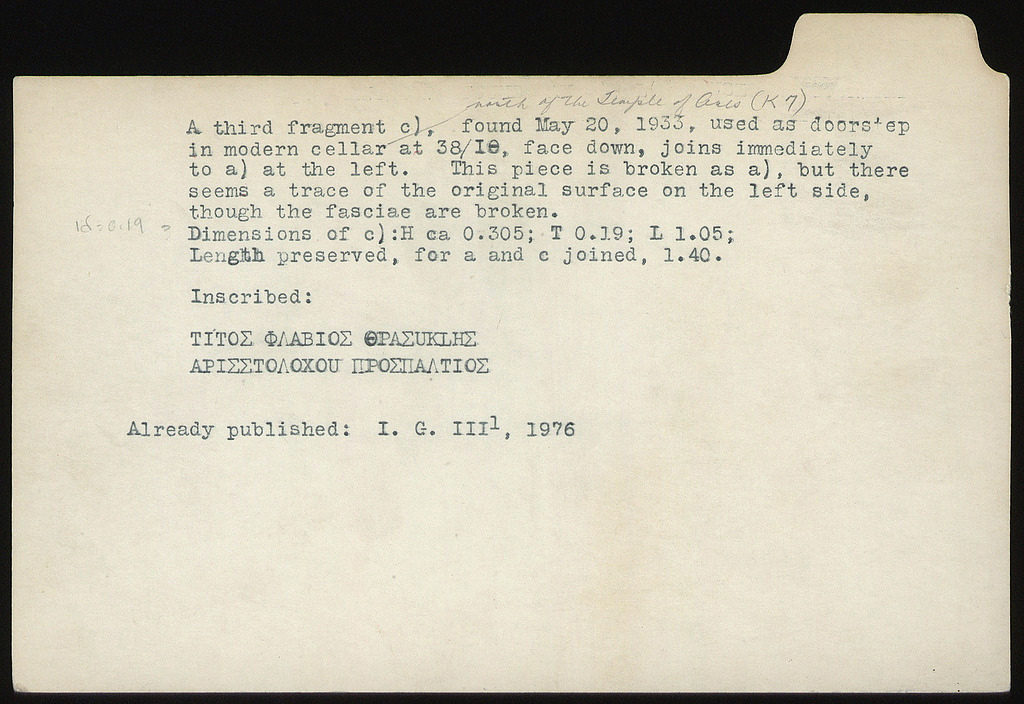 north of the Temple of Ares (K 7)
A third fragment c), found May 20, 1933, used as doorstep
in modern cellar at 38/ΙΘ, face down, joins immediately
to a) at the left. This piece is broken as a), but there
seems a trace of the original surface on the left side,
though the fasciae are broken.
Dimensions of c):H ca 0.305; T 0.19; L 1.05;
Length preserved, for a and c joined, 1.40.
Inscribed:
ΤΙΤΟΣ ΦΛΑΒΙΟΣ ΘΡΑΣΥΚΛΗΣ
ΑΡΙΣΣΤΟΛΟΧΟΥ ΠΡΟΣΠΑΛΤΙΟΣ
Already published: I. G. III¹, 1976